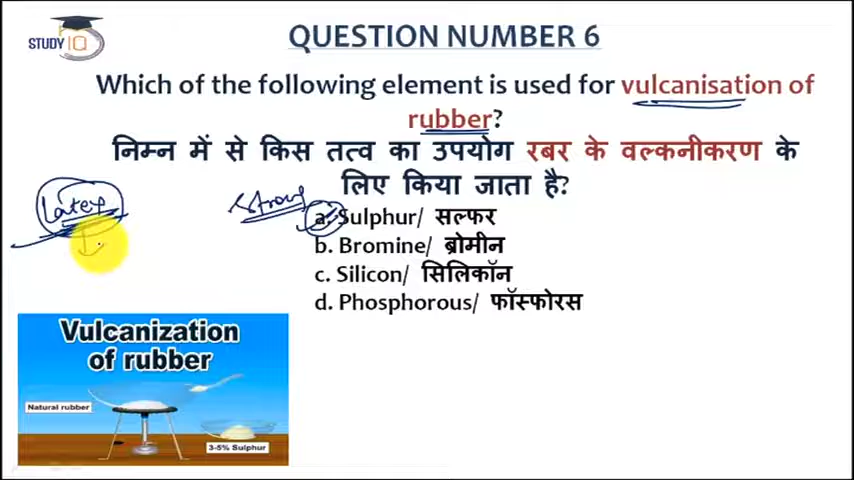 STUDY IQ
QUESTION NUMBER 6
Which of the following element is used for vulcanisation of
rubber?
निम्न में से किस तत्व का उपयोग रबर के वल्कनीकरण के
लिए किया जाता है?
Latex
strong
a. Sulphur/ सल्फर
b. Bromine/ ब्रोमीन
c. Silicon/ सिलिकॉन
d. Phosphorous/ फॉस्फोरस
Vulcanization
of rubber
Natural rubber
3-5% Sulphur